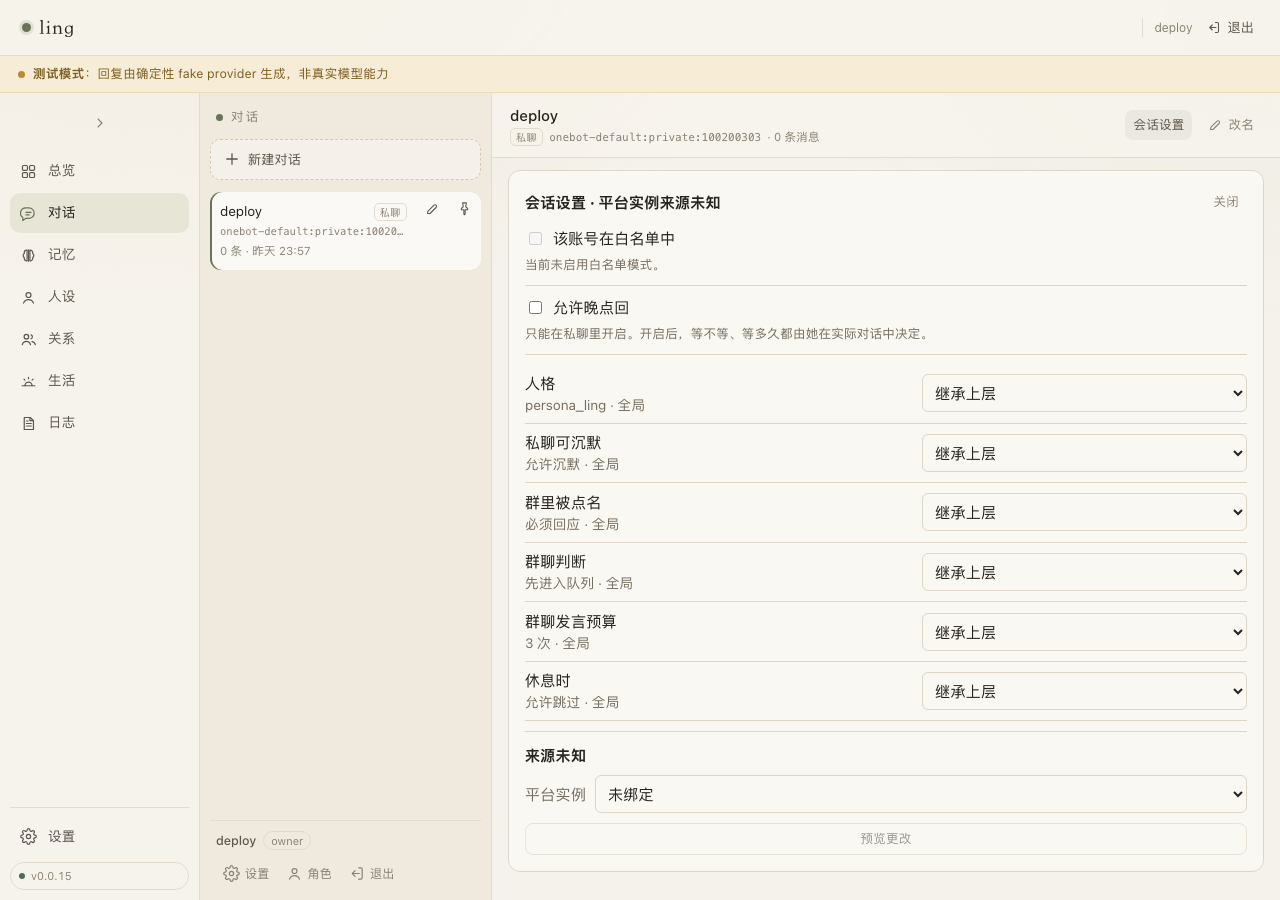 ling
deploy 退出
测试模式: 回复由确定性 fake provider 生成，非真实模型能力
总览
对话
记忆
人设
关系
生活
日志
设置
v0.0.15
对话
新建对话
deploy 私聊
onebot-default:private:10020…
0 条 · 昨天 23:57
deploy owner
设置 角色 退出
deploy
私聊 onebot-default:private:100200303 · 0 条消息
会话设置 改名
会话设置 · 平台实例来源未知 关闭
该账号在白名单中
当前未启用白名单模式。
允许晚点回
只能在私聊里开启。开启后，等不等、等多久都由她在实际对话中决定。
人格
persona_ling · 全局
继承上层
私聊可沉默
允许沉默 · 全局
继承上层
群里被点名
必须回应 · 全局
继承上层
群聊判断
先进入队列 · 全局
继承上层
群聊发言预算
3 次 · 全局
继承上层
休息时
允许跳过 · 全局
继承上层
来源未知
平台实例 未绑定
预览更改